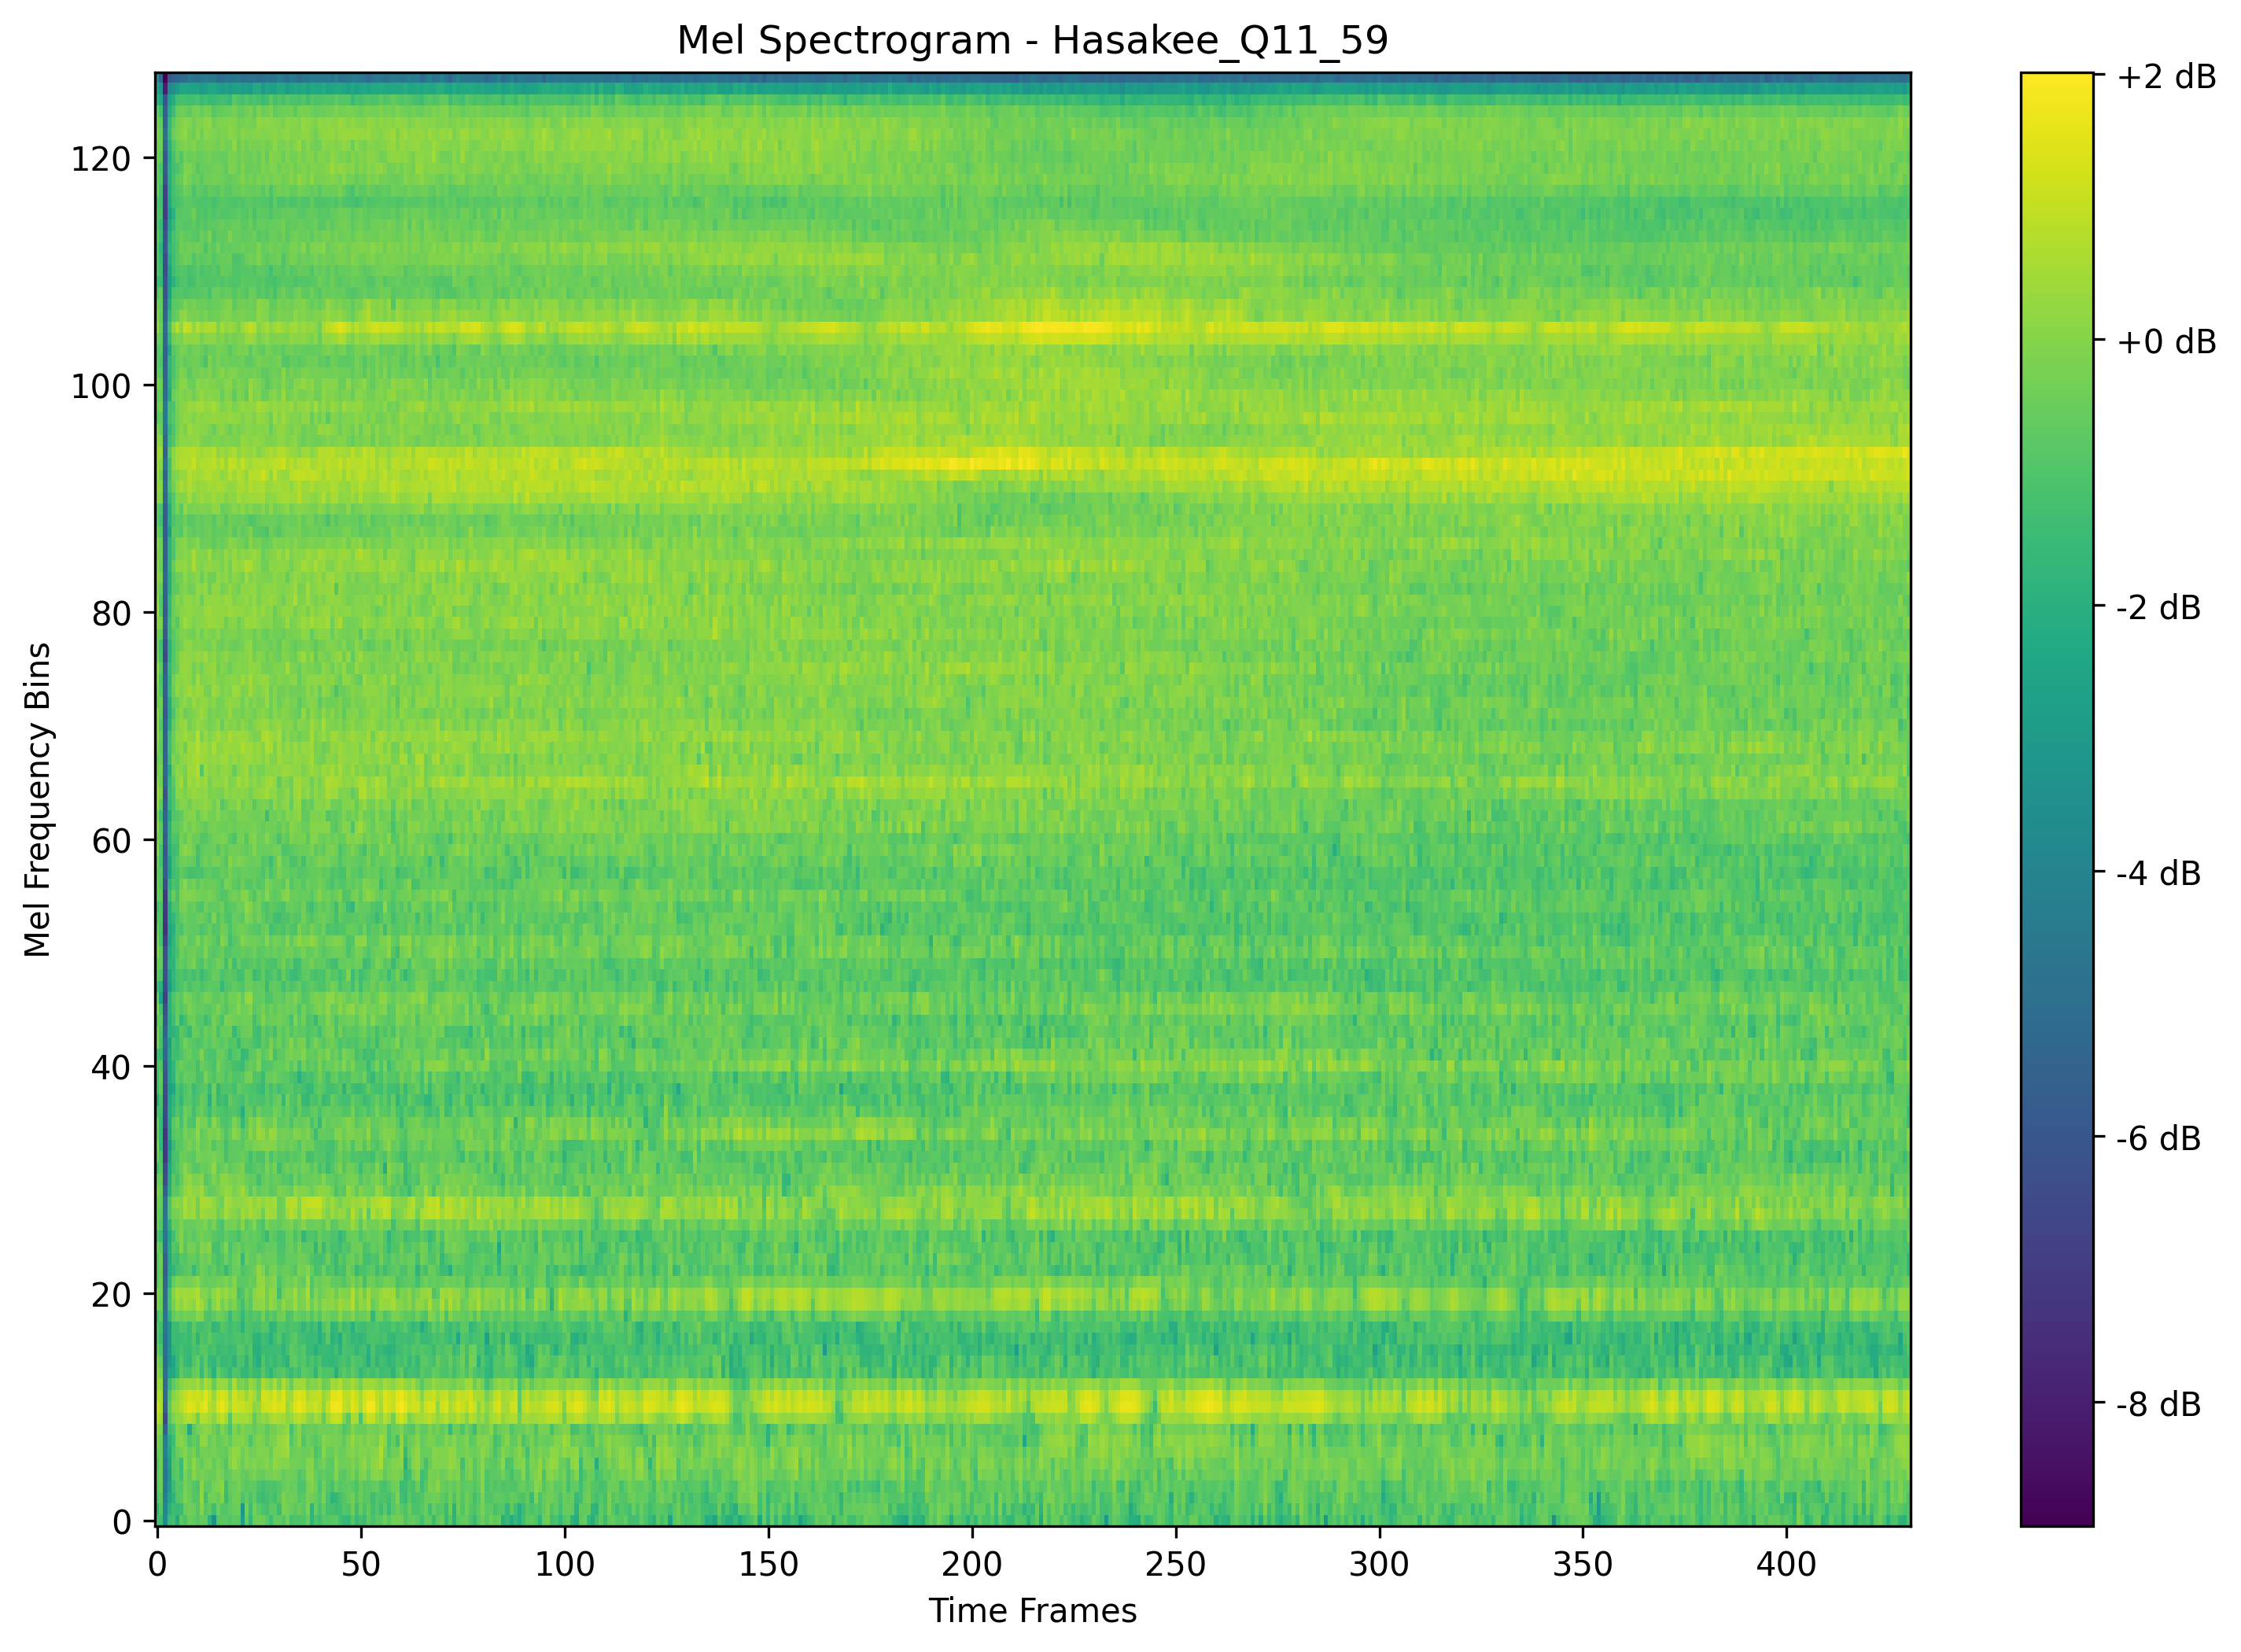 Mel Spectrogram - Hasakee_Q11_59
Mel Frequency Bins
120
100
80
60
40
20
0
0 50 100 150 200 250 300 350 400
Time Frames
+2 dB
+0 dB
-2 dB
-4 dB
-6 dB
-8 dB